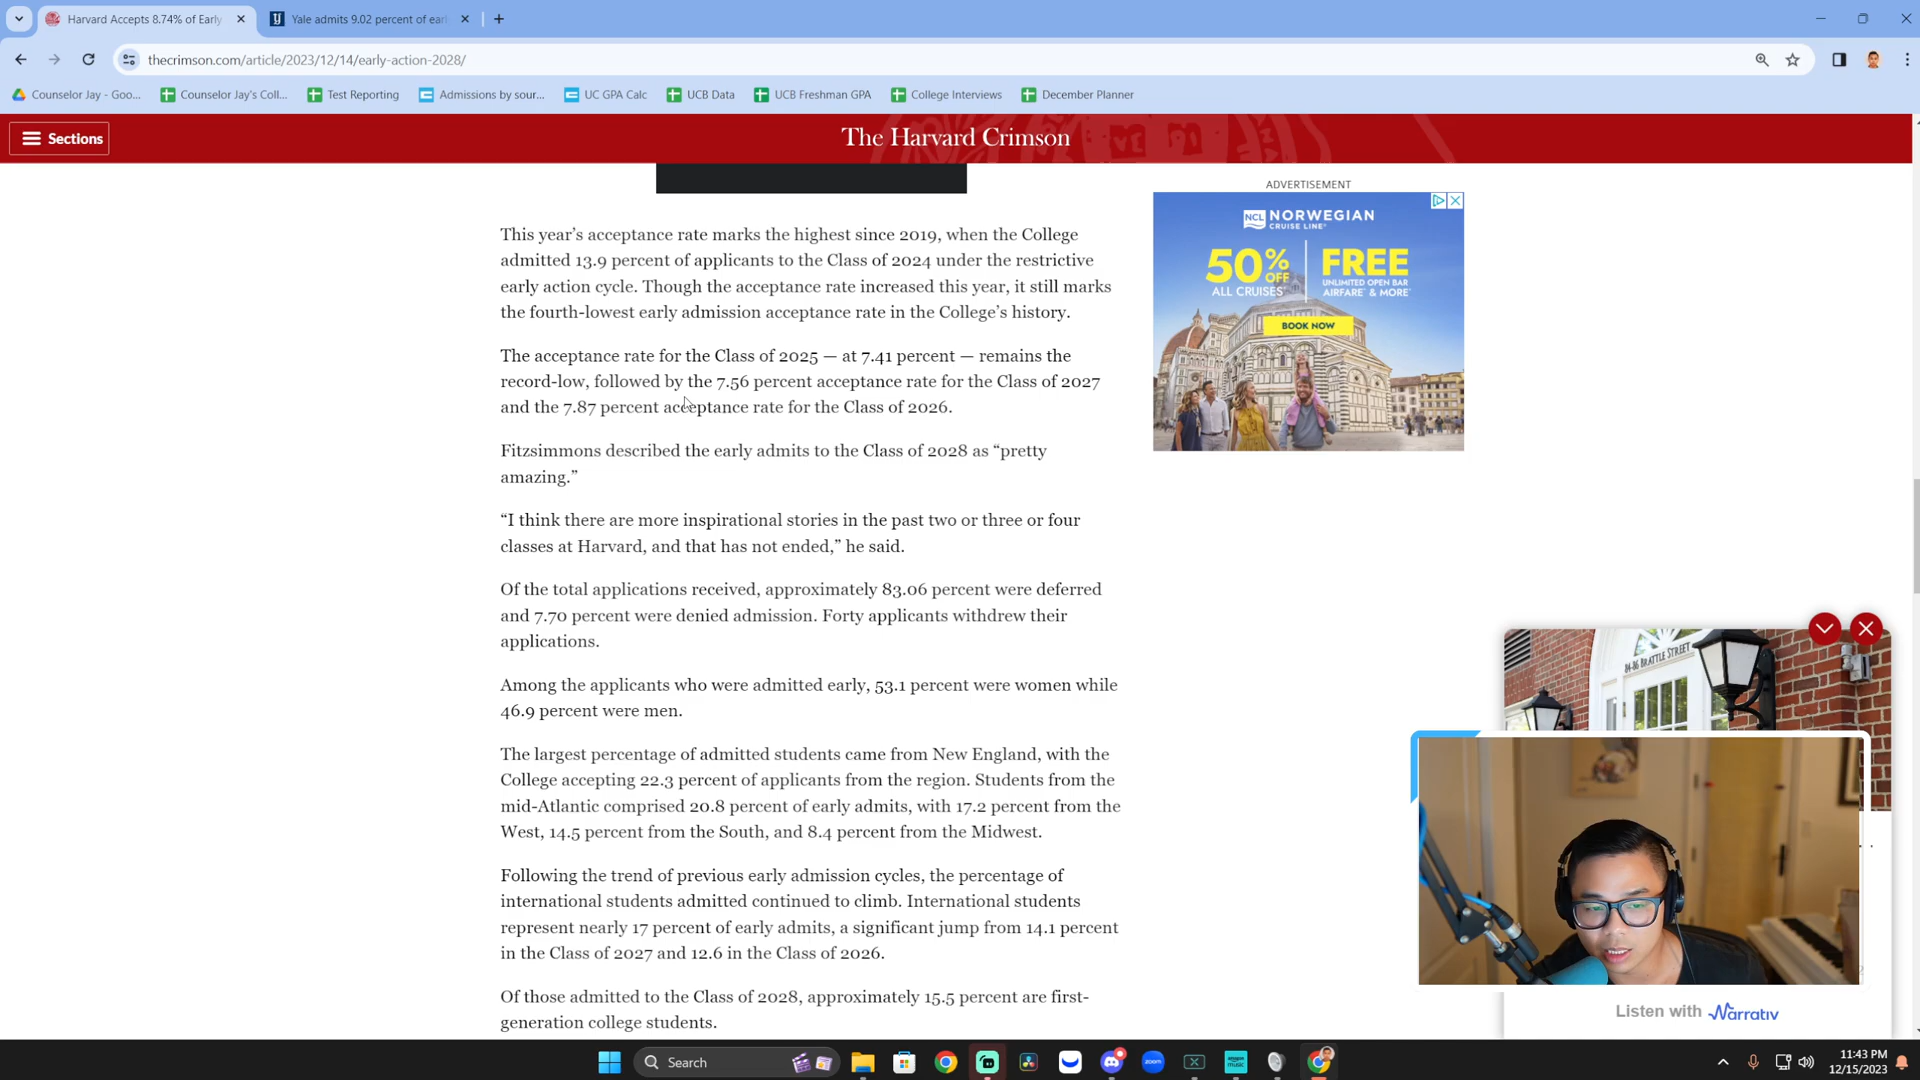 Harvard Accepts 8.74% of Early
Yale admits 9.02 percent of earl
thecrimson.com/article/2023/12/14/early-action-2028/
Counselor Jay - Goo...
Counselor Jay's Coll...
Test Reporting
Admissions by sour...
UC GPA Calc
UCB Data
UCB Freshman GPA
College Interviews
December Planner
Sections
The Harvard Crimson
ADVERTISEMENT
NCL NORWEGIAN
CRUISE LINE
50% OFF
ALL CRUISES*
FREE
UNLIMITED OPEN BAR
AIRFARE* & MORE*
BOOK NOW
This year’s acceptance rate marks the highest since 2019, when the College
admitted 13.9 percent of applicants to the Class of 2024 under the restrictive
early action cycle. Though the acceptance rate increased this year, it still marks
the fourth-lowest early admission acceptance rate in the College’s history.
The acceptance rate for the Class of 2025 — at 7.41 percent — remains the
record-low, followed by the 7.56 percent acceptance rate for the Class of 2027
and the 7.87 percent acceptance rate for the Class of 2026.
Fitzsimmons described the early admits to the Class of 2028 as “pretty
amazing.”
“I think there are more inspirational stories in the past two or three or four
classes at Harvard, and that has not ended,” he said.
Of the total applications received, approximately 83.06 percent were deferred
and 7.70 percent were denied admission. Forty applicants withdrew their
applications.
Among the applicants who were admitted early, 53.1 percent were women while
46.9 percent were men.
The largest percentage of admitted students came from New England, with the
College accepting 22.3 percent of applicants from the region. Students from the
mid-Atlantic comprised 20.8 percent of early admits, with 17.2 percent from the
West, 14.5 percent from the South, and 8.4 percent from the Midwest.
Following the trend of previous early admission cycles, the percentage of
international students admitted continued to climb. International students
represent nearly 17 percent of early admits, a significant jump from 14.1 percent
in the Class of 2027 and 12.6 in the Class of 2026.
Of those admitted to the Class of 2028, approximately 15.5 percent are first-
generation college students.
84-86 BRATTLE STREET
Listen with Narrativ
Search
zoom
amazon
music
11:43 PM
12/15/2023